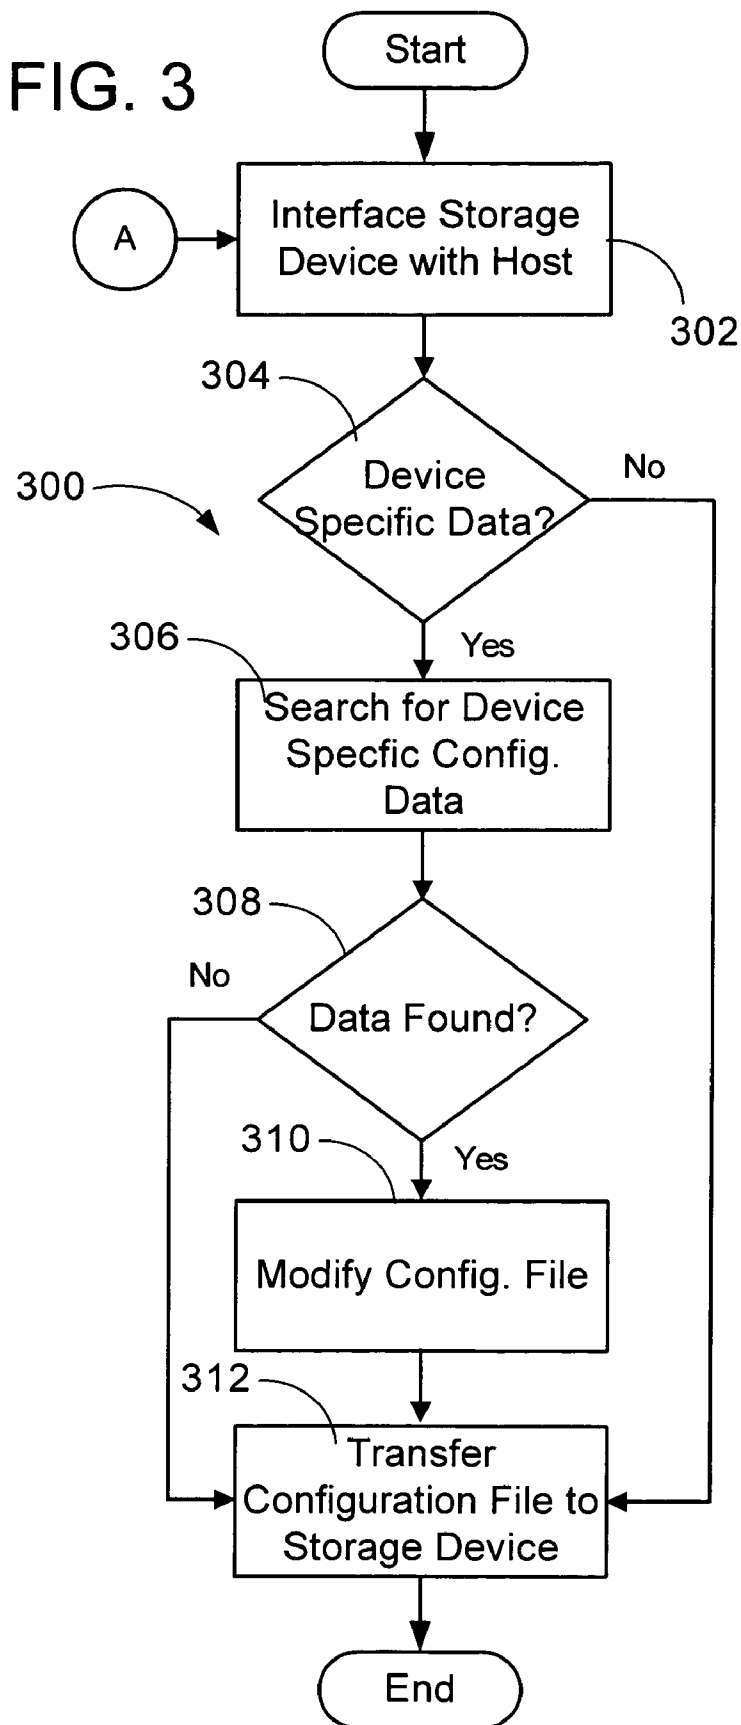 FIG. 3
Start
A
Interface Storage
Device with Host
302
304
Device
Specific Data?
No
300
Yes
306
Search for Device
Specfic Config.
Data
308
No
Data Found?
310
Yes
Modify Config. File
312
Transfer
Configuration File to
Storage Device
End